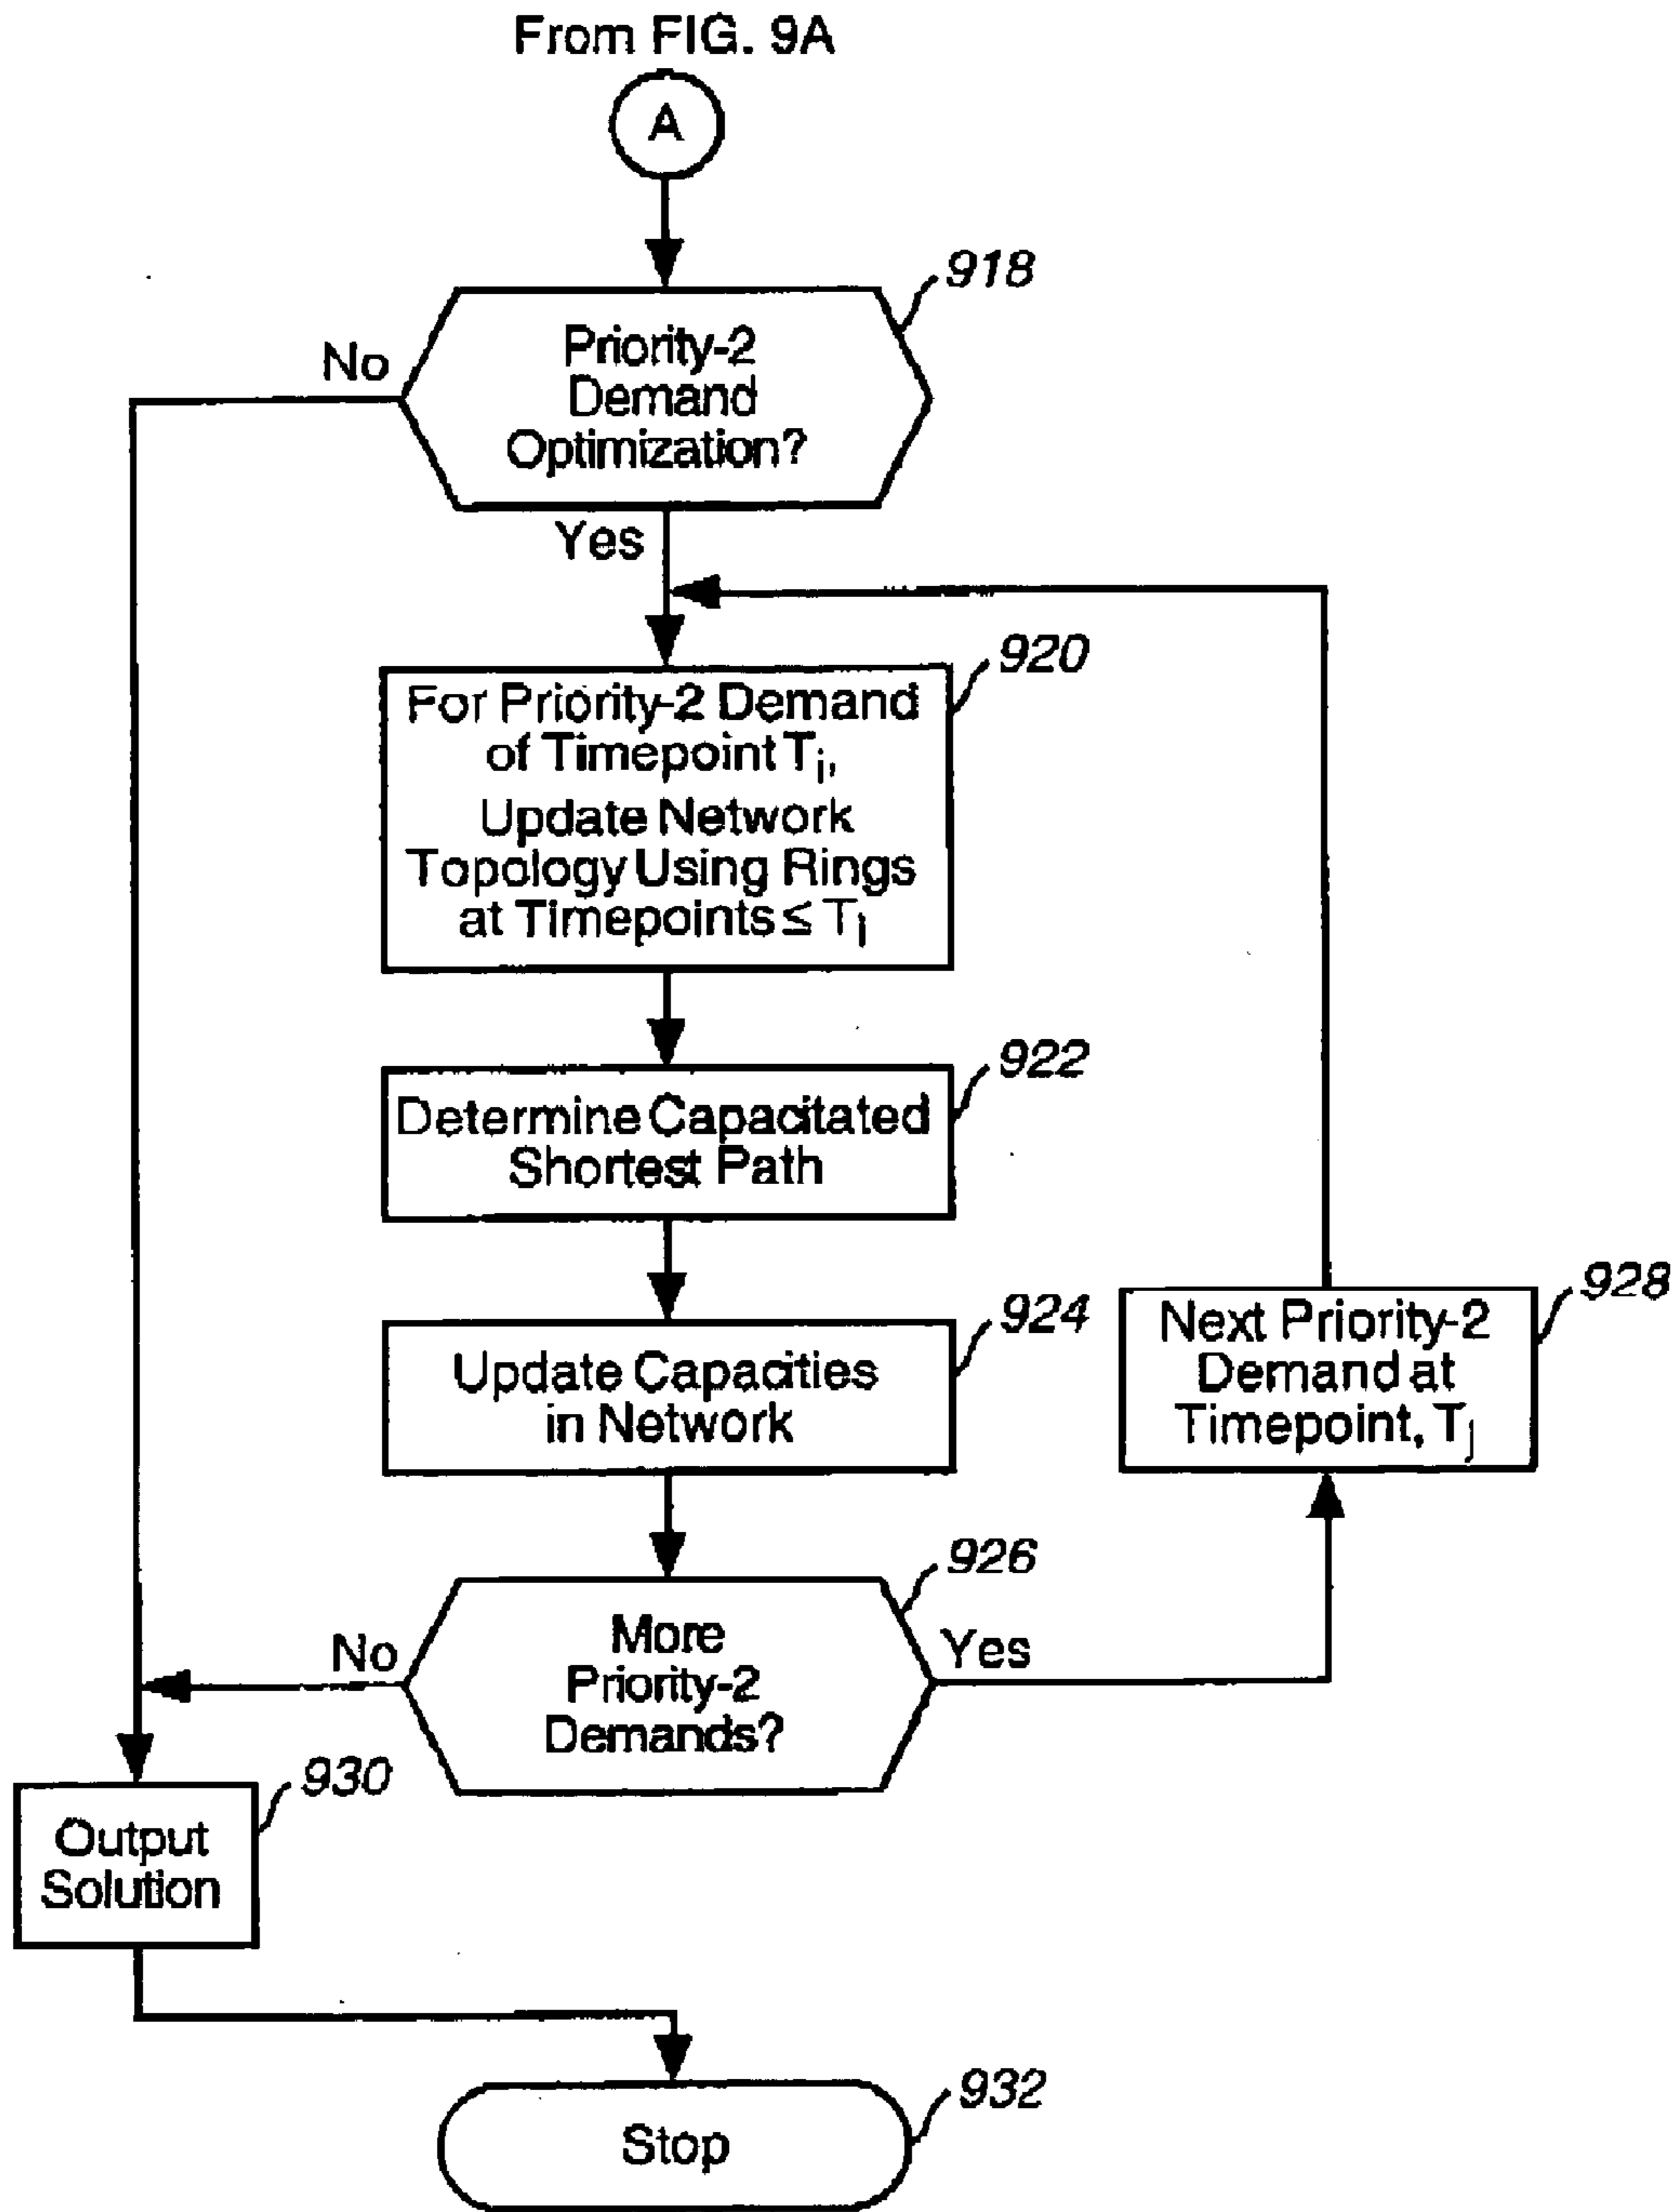 From FIG. 9A
A
918
Priority-2
Demand
Optimization?
No
Yes
920
For Priority-2 Demand
of Timepoint Ti,
Update Network
Topology Using Rings
at Timepoints ≤ Ti
922
Determine Capacitated
Shortest Path
924
Update Capacities
in Network
928
Next Priority-2
Demand at
Timepoint, Tj
926
More
Priority-2
Demands?
No
Yes
930
Output
Solution
932
Stop